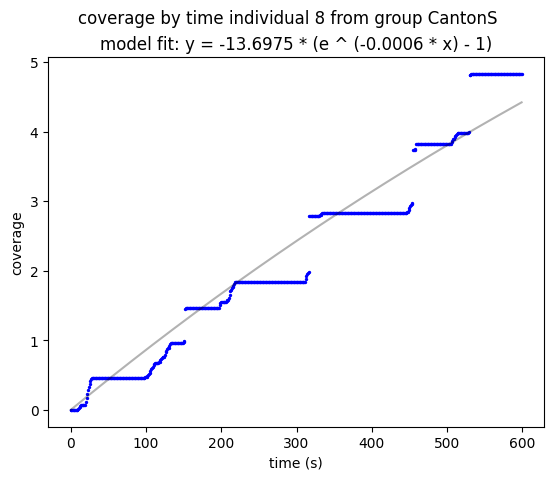 coverage by time individual 8 from group CantonS
model fit: y = -13.6975 * (e ^ (-0.0006 * x) - 1)
5
4
3
2
1
0
coverage
0 100 200 300 400 500 600
time (s)